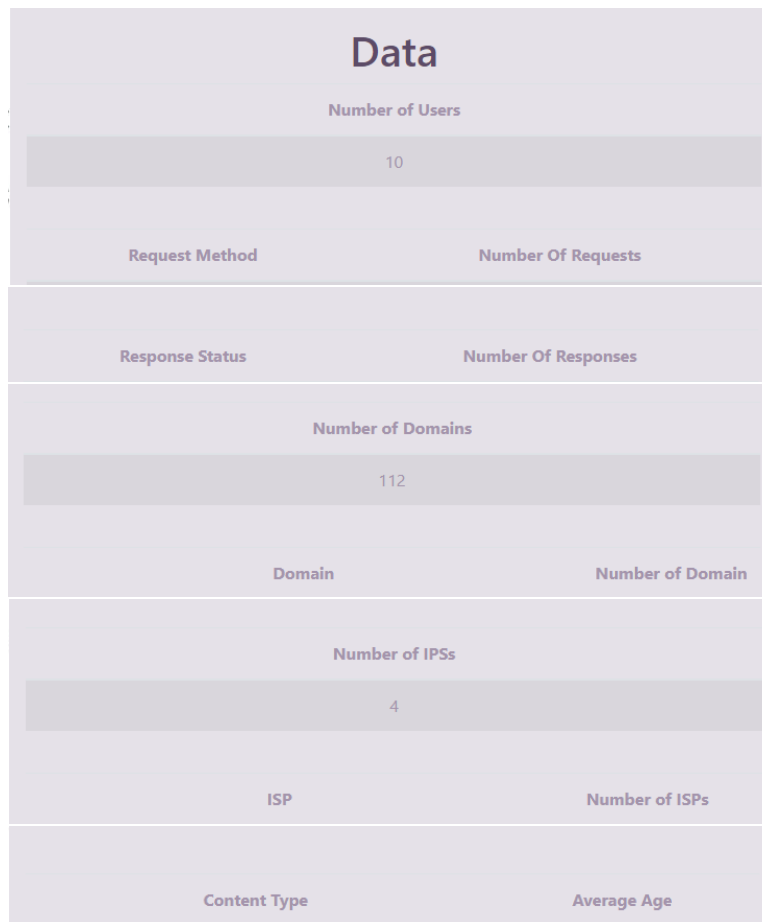 Data
Number of Users
10
Request Method Number Of Requests
Response Status Number Of Responses
Number of Domains
112
Domain Number of Domain
Number of IPSs
4
ISP Number of ISPs
Content Type Average Age